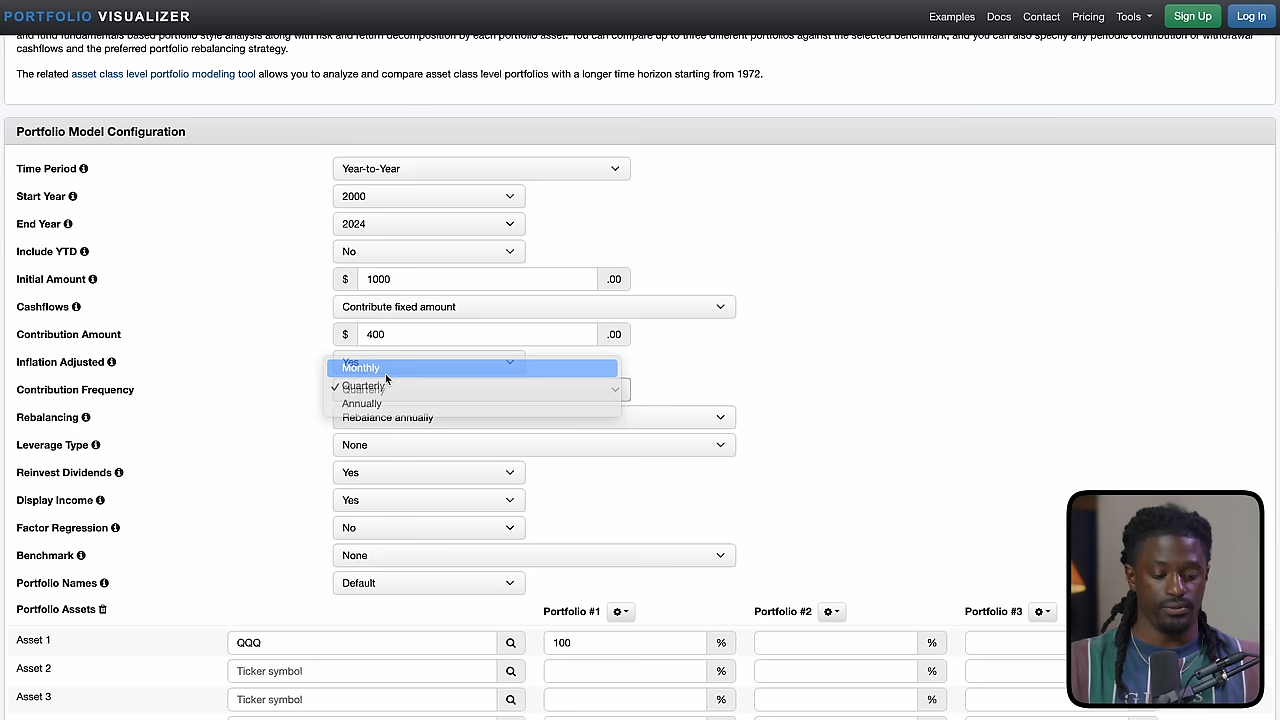 PORTFOLIO VISUALIZER
Examples Docs Contact Pricing Tools Sign Up Log In
cashflows and the preferred portfolio rebalancing strategy.
The related asset class level portfolio modeling tool allows you to analyze and compare asset class level portfolios with a longer time horizon starting from 1972.
Portfolio Model Configuration
Time Period Year-to-Year
Start Year 2000
End Year 2024
Include YTD No
Initial Amount $ 1000 .00
Cashflows Contribute fixed amount
Contribution Amount $ 400 .00
Inflation Adjusted Yes
Monthly
Contribution Frequency Quarterly
Quarterly
Annually
Rebalancing Rebalance annually
Leverage Type None
Reinvest Dividends Yes
Display Income Yes
Factor Regression No
Benchmark None
Portfolio Names Default
Portfolio Assets Portfolio #1 Portfolio #2 Portfolio #3
Asset 1 QQQ 100 % %
Asset 2 Ticker symbol % %
Asset 3 Ticker symbol % %